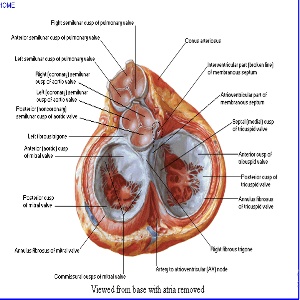 HOME
Right semilunar cusp of pulmonary valve
Anterior semilunar cusp of pulmonary valve
Conus arteriosus
Left semilunar cusp of pulmonary valve
Interventricular part [broken line]
of membranous septum
Right [coronary] semilunar
cusp of aortic valve
Left [coronary] semilunar
cusp of aortic valve
Atrioventricular part of
membranous septum
Posterior [noncoronary]
semilunar cusp of aortic valve
Septal [medial] cusp
of tricuspid valve
Left fibrous trigone
Anterior [aortic] cusp
of mitral valve
Anterior cusp of
tricuspid valve
Posterior cusp of
tricuspid valve
Posterior cusp
of mitral valve
Annulus fibrosus
of tricuspid valve
Annulus fibrosus of mitral valve
Right fibrous trigone
Artery to atrioventricular [AV] node
Commissural cusps of mitral valve
Viewed from base with atria removed